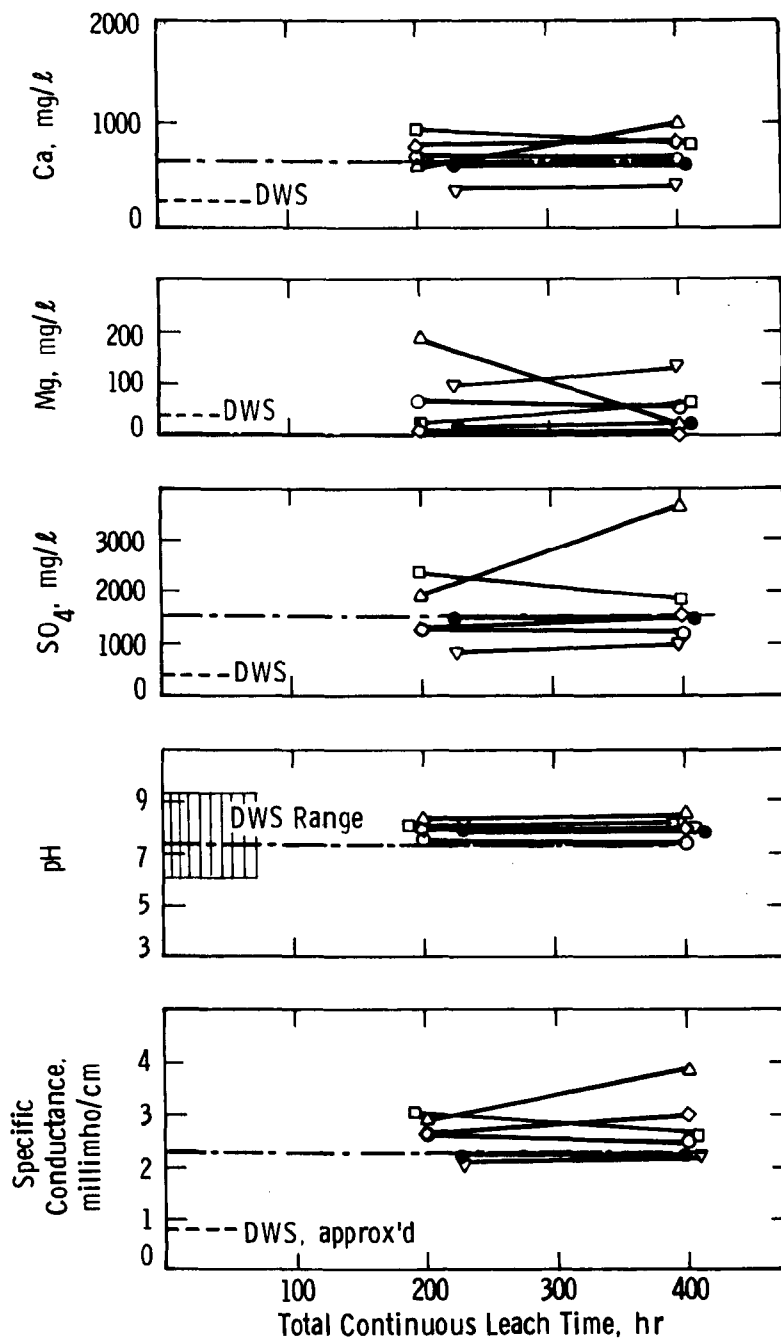 2000
1000
0
Ca, mg/ℓ
DWS
200
100
0
Mg, mg/ℓ
DWS
3000
2000
1000
0
SO4, mg/ℓ
DWS
9
7
5
3
pH
DWS Range
4
3
2
1
0
Specific
Conductance,
millimho/cm
DWS, approx'd
100 200 300 400
Total Continuous Leach Time, hr